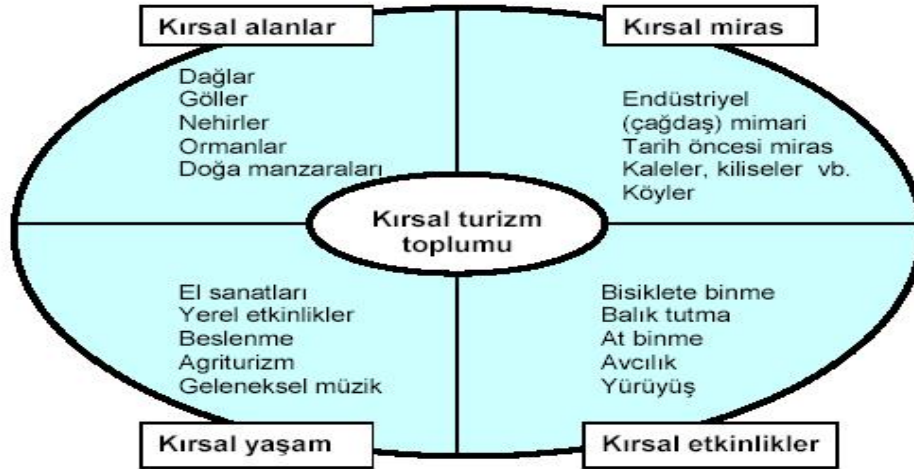 Kırsal alanlar
Dağlar
Göller
Nehirler
Ormanlar
Doğa manzaraları
Kırsal miras
Endüstriyel
(çağdaş) mimari
Tarih öncesi miras
Kaleler, kiliseler vb.
Köyler
Kırsal turizm
toplumu
El sanatları
Yerel etkinlikler
Beslenme
Agriturizm
Geleneksel müzik
Kırsal yaşam
Bisiklete binme
Balık tutma
At binme
Avcılık
Yürüyüş
Kırsal etkinlikler